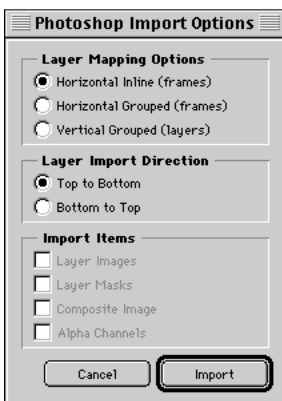 Photoshop Import Options
Layer Mapping Options
Horizontal Inline (frames)
Horizontal Grouped (frames)
Vertical Grouped (layers)
Layer Import Direction
Top to Bottom
Bottom to Top
Import Items
Layer Images
Layer Masks
Composite Image
Alpha Channels
Cancel
Import